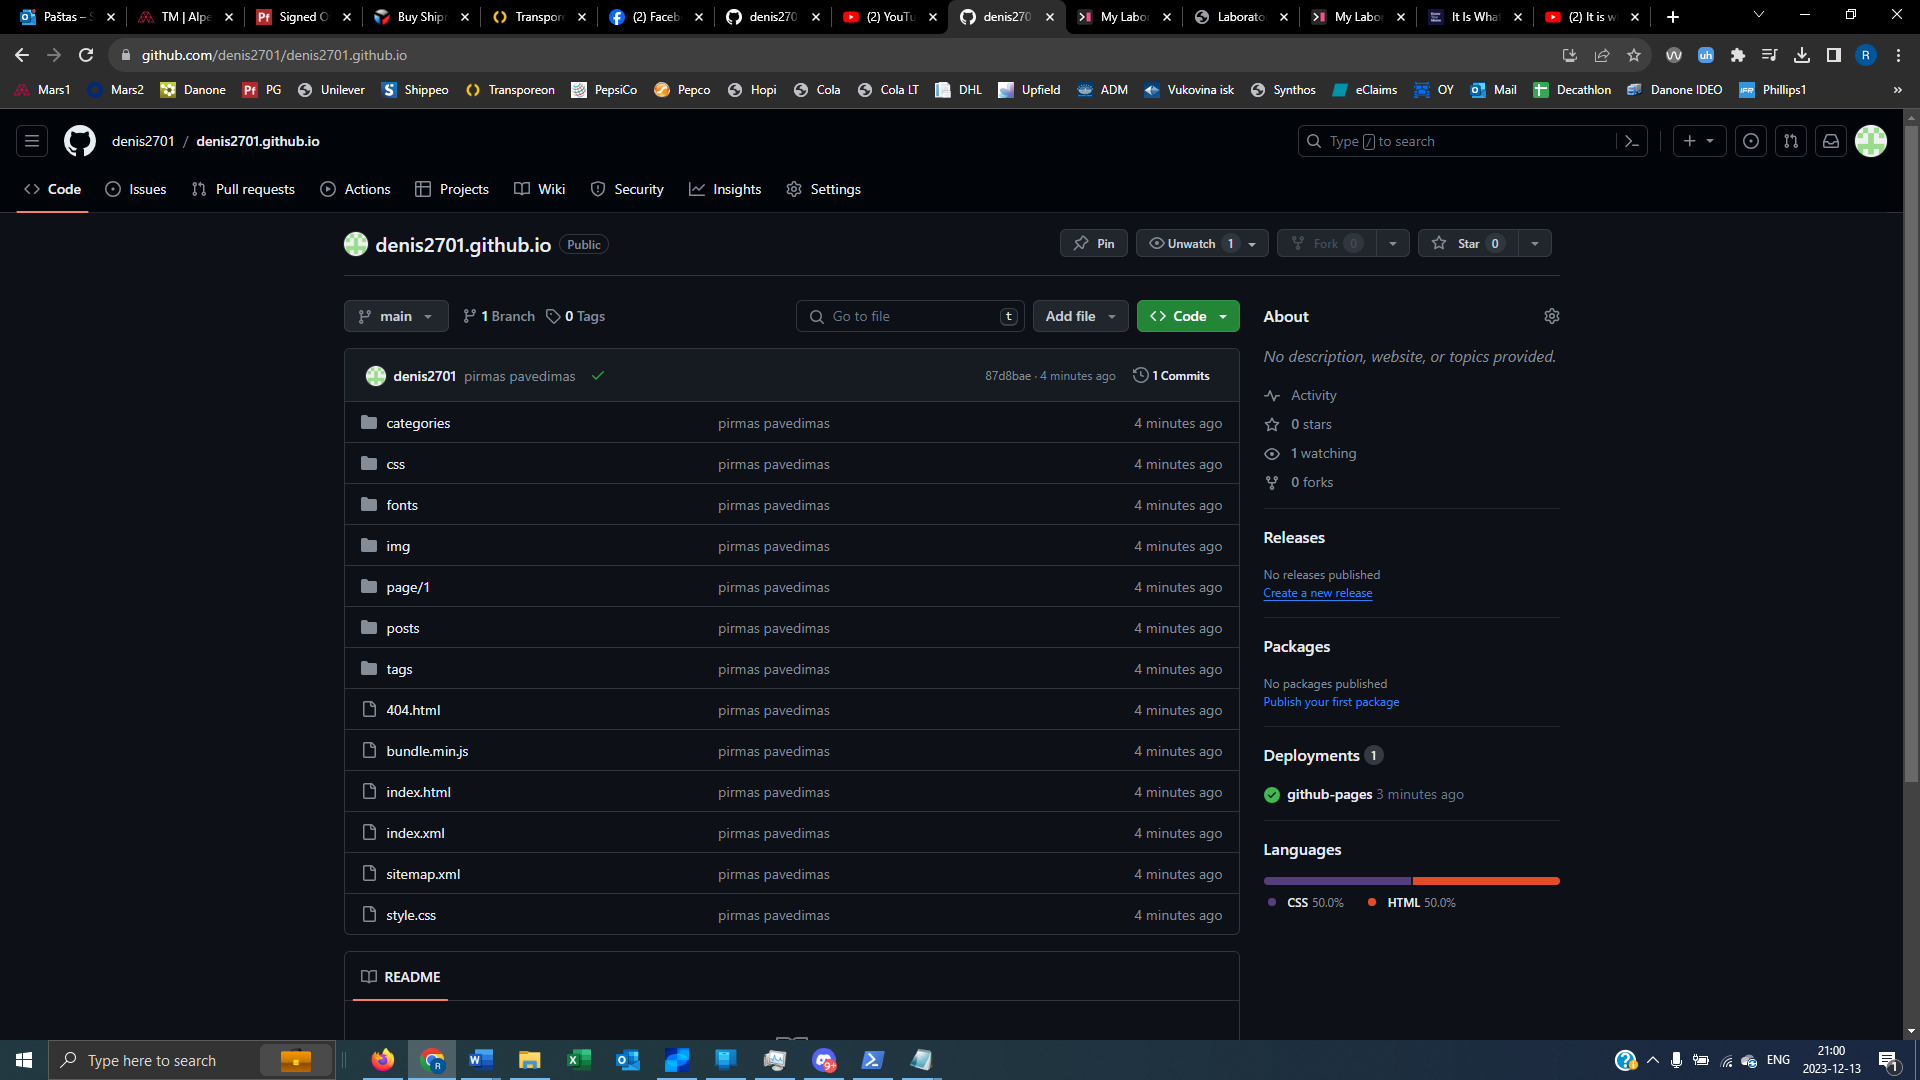 Paštas – S
TM | Alpe
Signed O
Buy Shipr
Transpore
(2) Faceb
denis270
(2) YouTu
denis270
My Labor
Laborato
My Labor
It Is What
(2) It is w
github.com/denis2701/denis2701.github.io
R
Mars1 Mars2 Danone PG Unilever Shippeo Transporeon PepsiCo Pepco Hopi Cola Cola LT DHL Upfield ADM Vukovina isk Synthos eClaims OY Mail Decathlon Danone IDEO Phillips1 »
denis2701 / denis2701.github.io
Type / to search
Code Issues Pull requests Actions Projects Wiki Security Insights Settings
denis2701.github.io Public
Pin Unwatch 1 Fork 0 Star 0
main 1 Branch 0 Tags
Go to file t Add file Code
denis2701 pirmas pavedimas 87d8bae · 4 minutes ago 1 Commits
categories pirmas pavedimas 4 minutes ago
css pirmas pavedimas 4 minutes ago
fonts pirmas pavedimas 4 minutes ago
img pirmas pavedimas 4 minutes ago
page/1 pirmas pavedimas 4 minutes ago
posts pirmas pavedimas 4 minutes ago
tags pirmas pavedimas 4 minutes ago
404.html pirmas pavedimas 4 minutes ago
bundle.min.js pirmas pavedimas 4 minutes ago
index.html pirmas pavedimas 4 minutes ago
index.xml pirmas pavedimas 4 minutes ago
sitemap.xml pirmas pavedimas 4 minutes ago
style.css pirmas pavedimas 4 minutes ago
README
About
No description, website, or topics provided.
Activity
0 stars
1 watching
0 forks
Releases
No releases published
Create a new release
Packages
No packages published
Publish your first package
Deployments 1
github-pages 3 minutes ago
Languages
CSS 50.0% HTML 50.0%
Type here to search
9+
ENG
21:00
2023-12-13
1